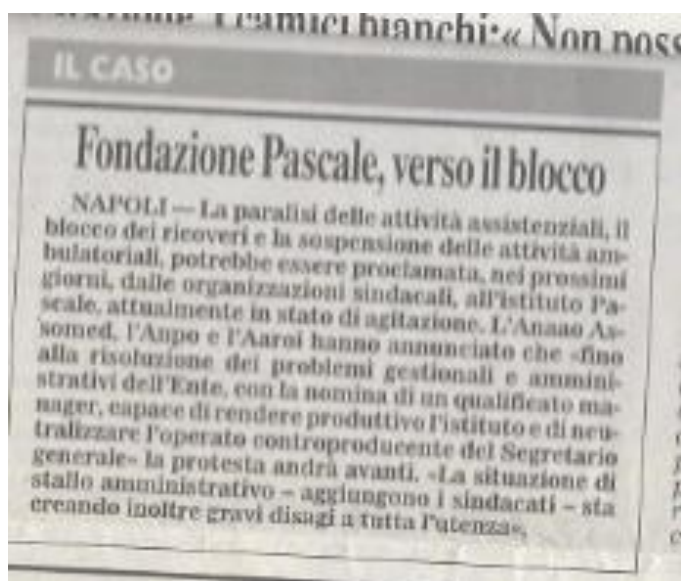 camici bianchi:« Non poss
IL CASO
Fondazione Pascale, verso il blocco
NAPOLI — La paralisi delle attività assistenziali, il
blocco dei ricoveri e la sospensione delle attività am-
bulatoriali, potrebbe essere proclamata, nei prossimi
giorni, dalle organizzazioni sindacali, all'istituto Pa-
scale, attualmente in stato di agitazione. L'Anaao As-
somed, l'Anpo e l'Aaroi hanno annunciato che «fino
alla risoluzione dei problemi gestionali e ammini-
strativi dell'Ente, con la nomina di un qualificato ma-
nager, capace di rendere produttivo l'istituto e di neu-
tralizzare l'operato controproducente del Segretario
generale» la protesta andrà avanti. «La situazione di
stallo amministrativo – aggiungono i sindacati – sta
creando inoltre gravi disagi a tutta l'utenza».